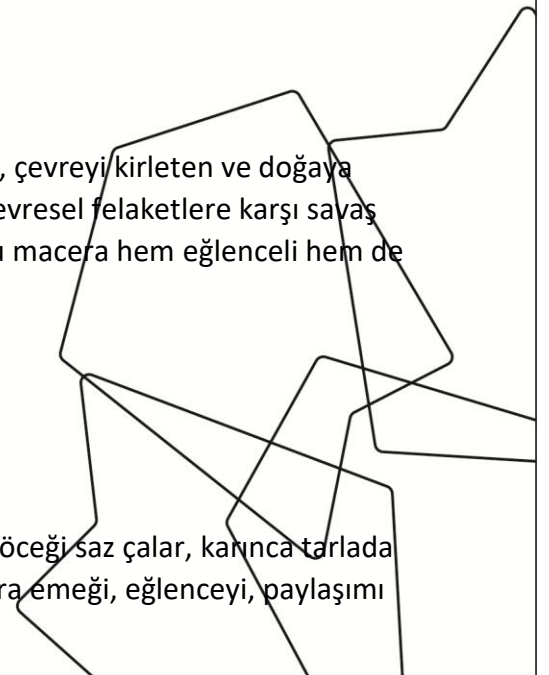 , çevreyi kirleten ve doğaya
evresel felaketlere karşı savaş
macera hem eğlenceli hem de
öceği saz çalar, karınca tarlada
ra emeği, eğlenceyi, paylaşımı